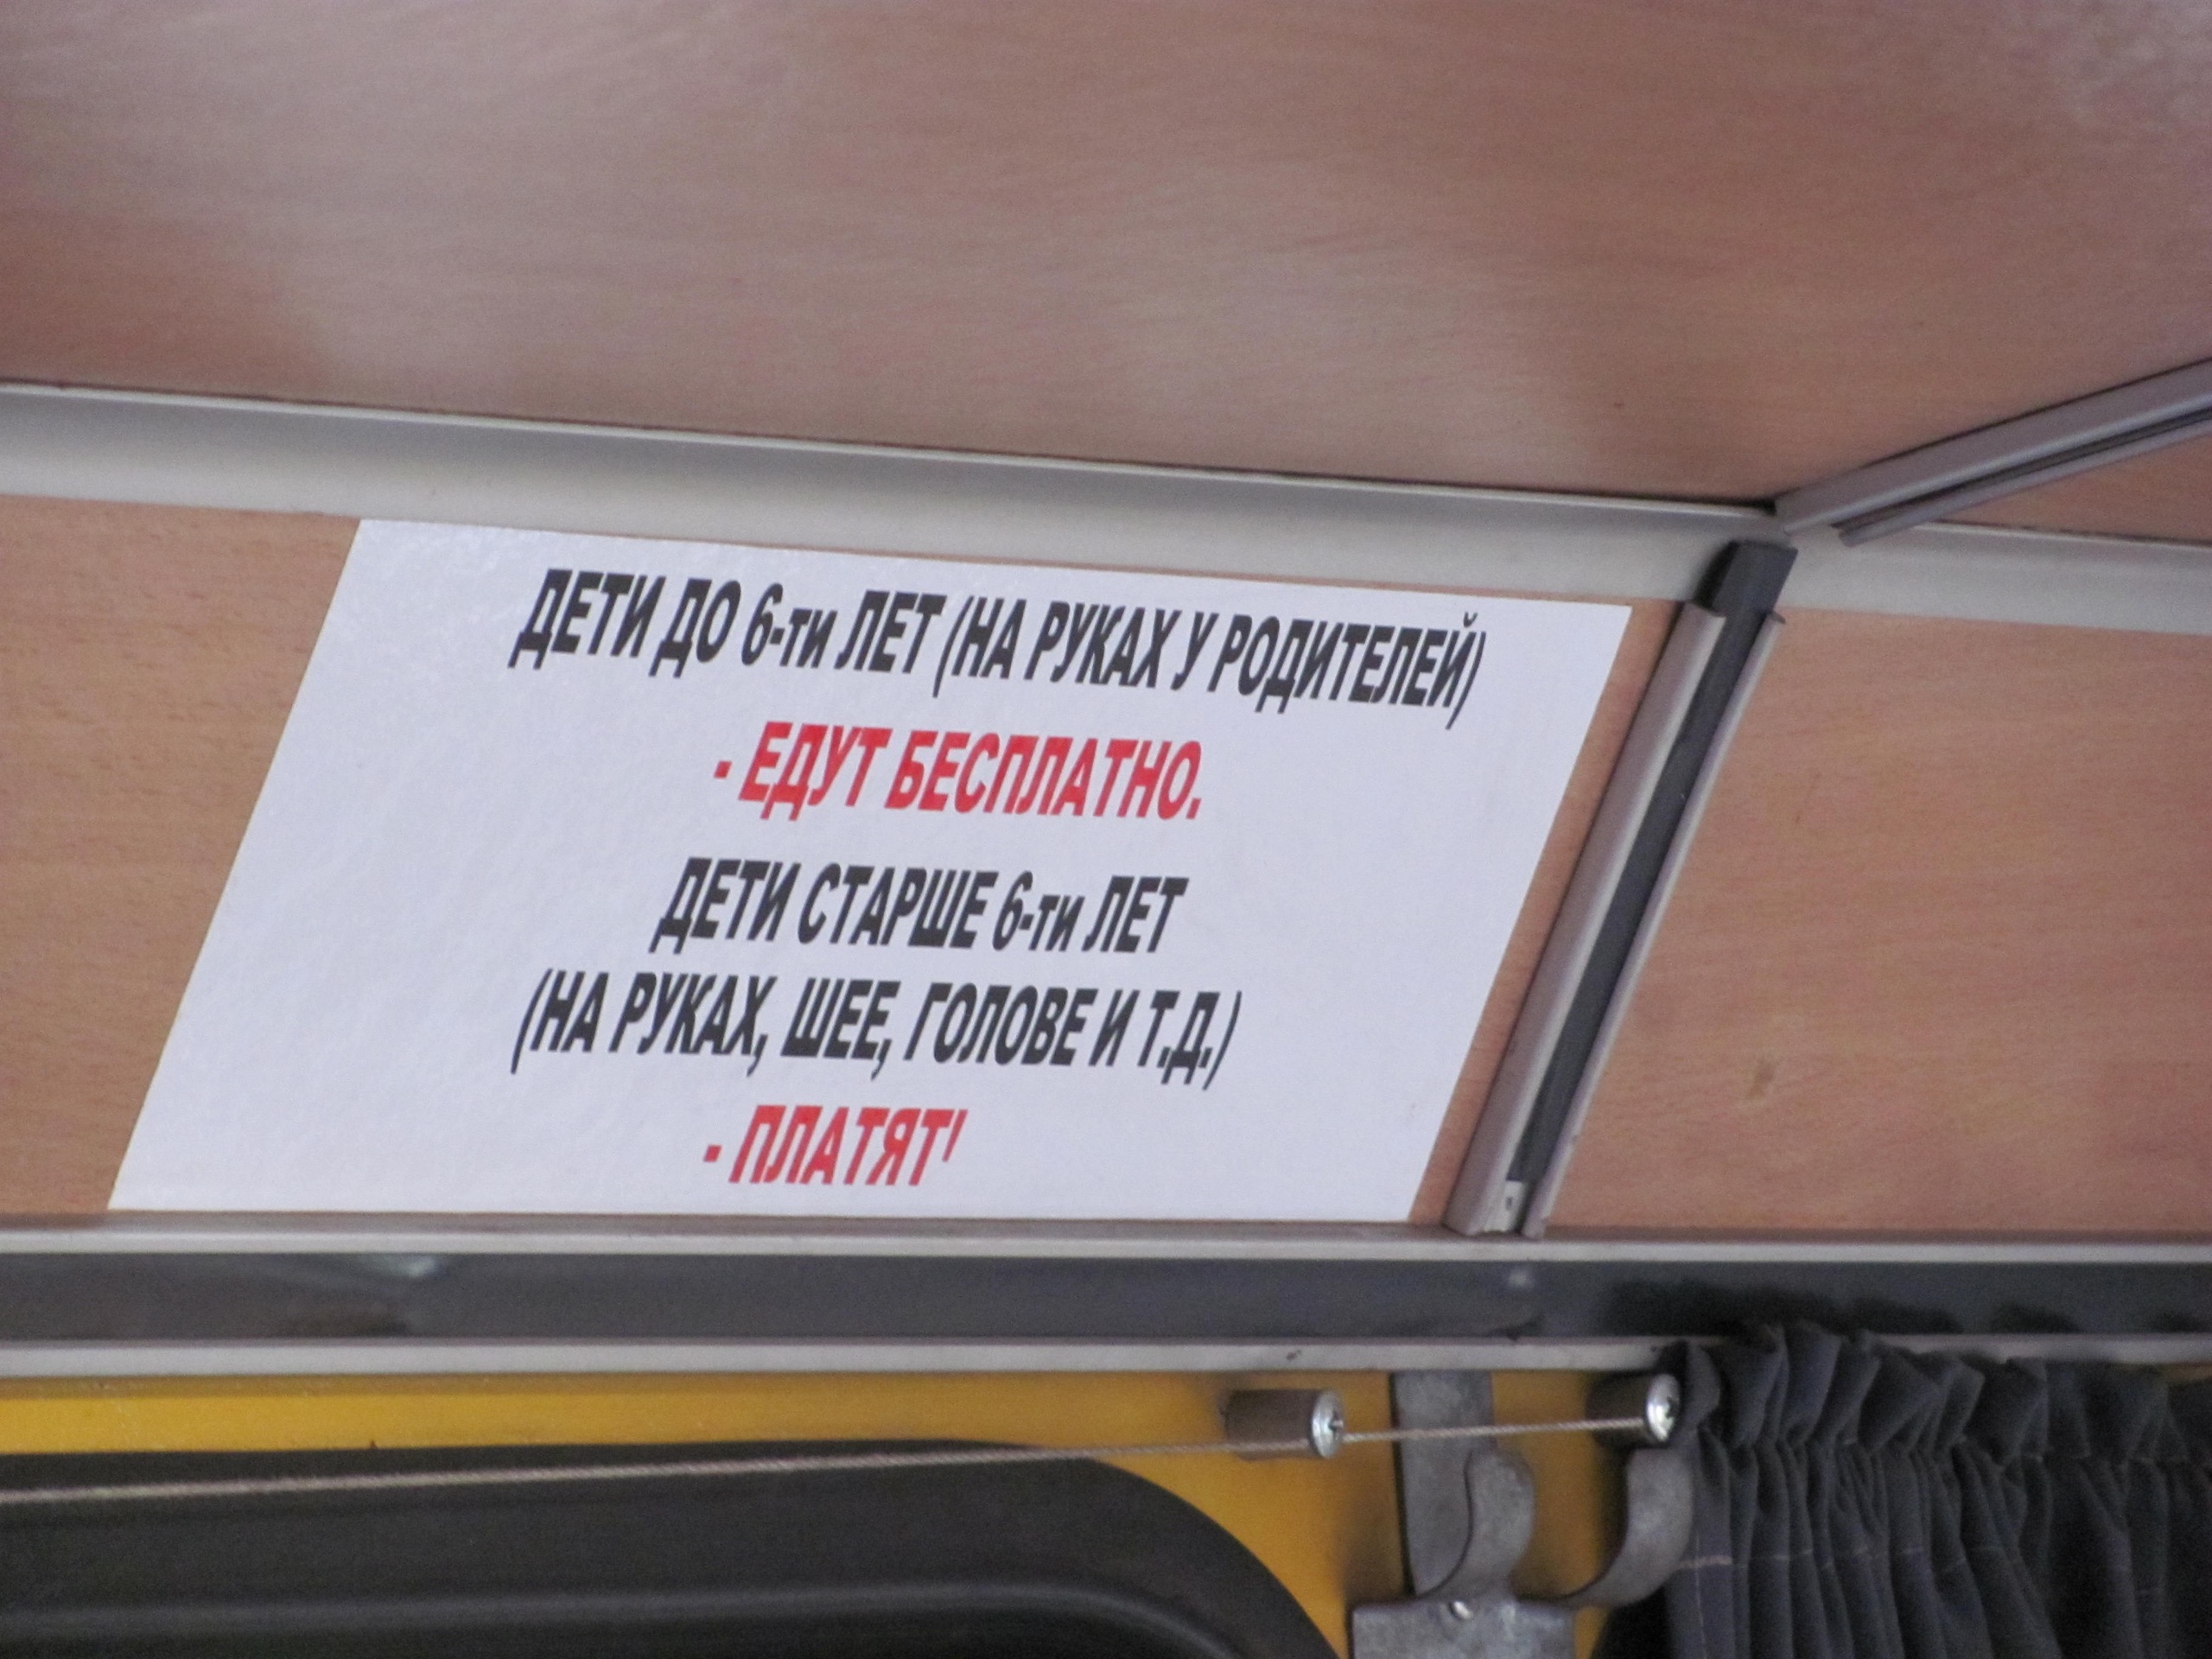 ДЕТИ ДО 6-ти ЛЕТ (НА РУКАХ У РОДИТЕЛЕЙ)
- ЕДУТ БЕСПЛАТНО.
ДЕТИ СТАРШЕ 6-ти ЛЕТ
(НА РУКАХ, ШЕЕ, ГОЛОВЕ И Т.Д.)
- ПЛАТЯТ!